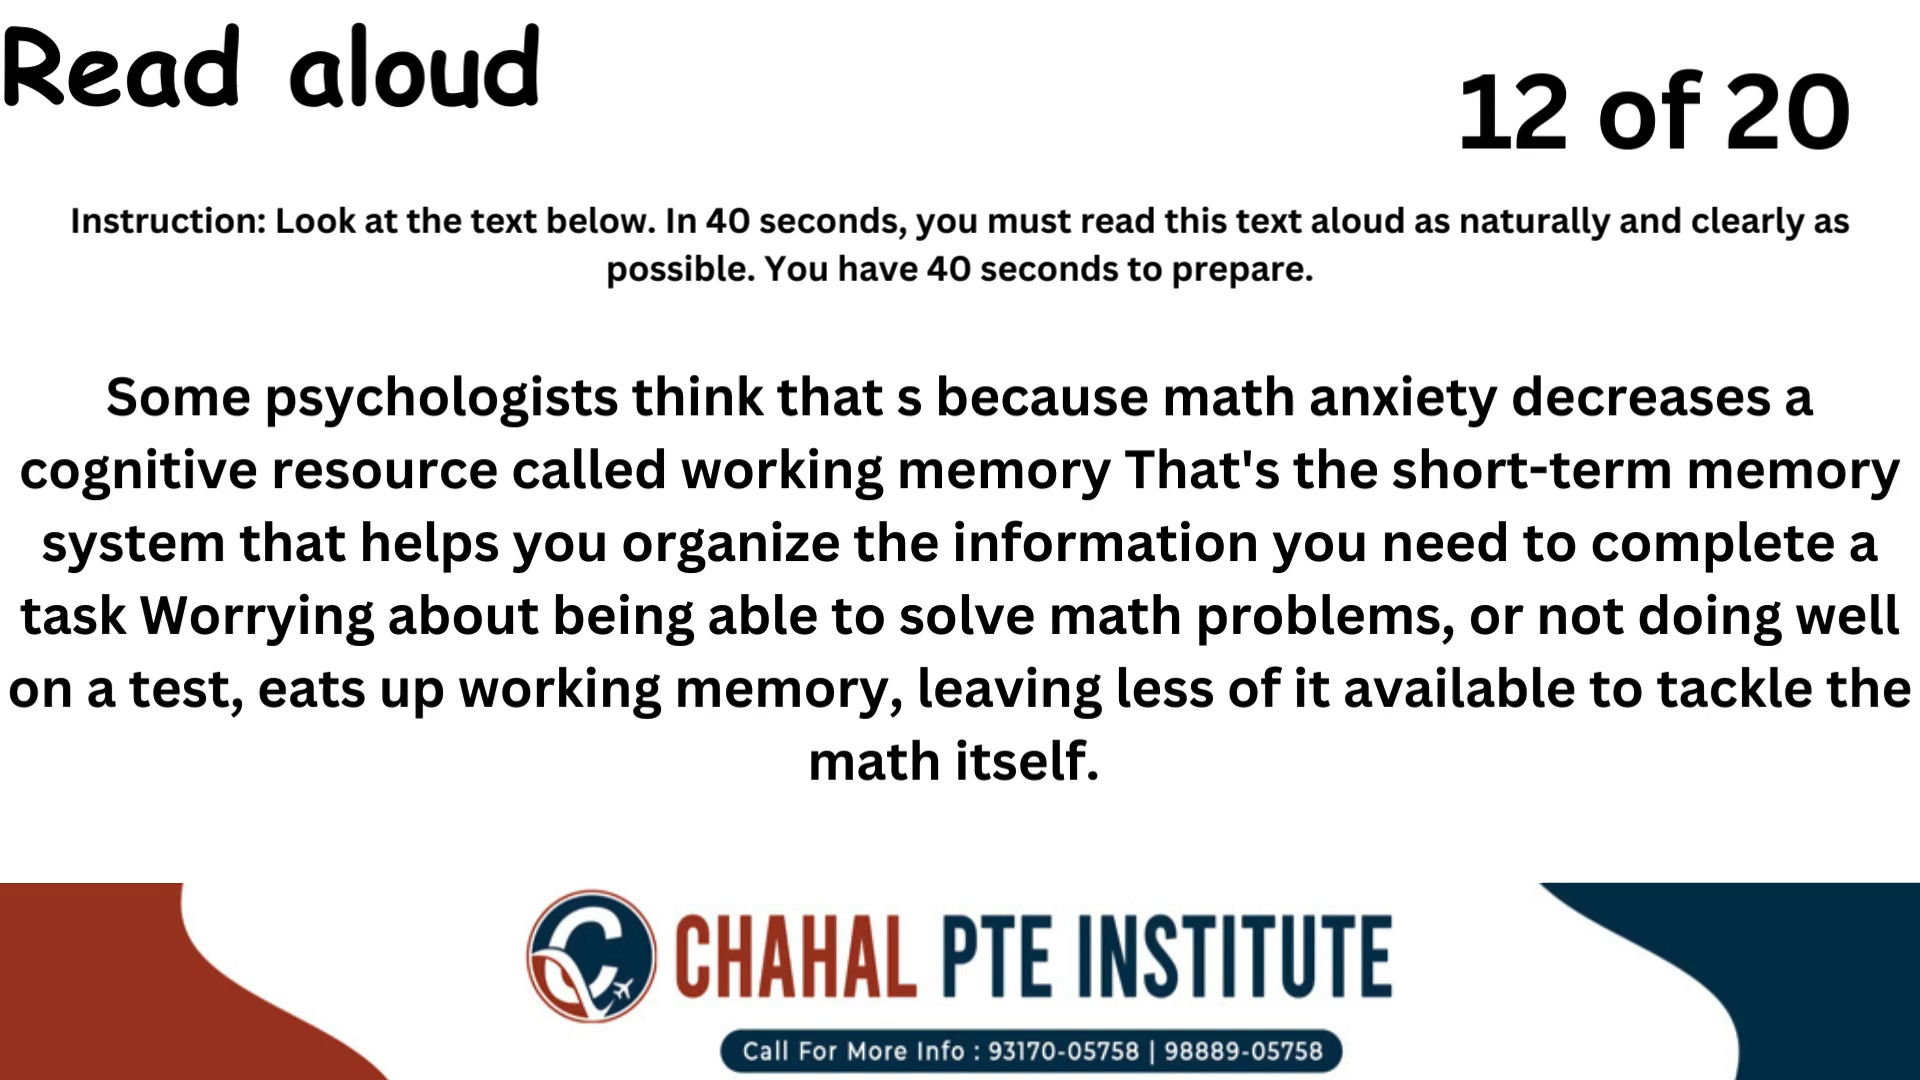 Read aloud
12 of 20
Instruction: Look at the text below. In 40 seconds, you must read this text aloud as naturally and clearly as
possible. You have 40 seconds to prepare.
Some psychologists think that s because math anxiety decreases a
cognitive resource called working memory That's the short-term memory
system that helps you organize the information you need to complete a
task Worrying about being able to solve math problems, or not doing well
on a test, eats up working memory, leaving less of it available to tackle the
math itself.
CHAHAL PTE INSTITUTE
Call For More Info : 93170-05758 | 98889-05758